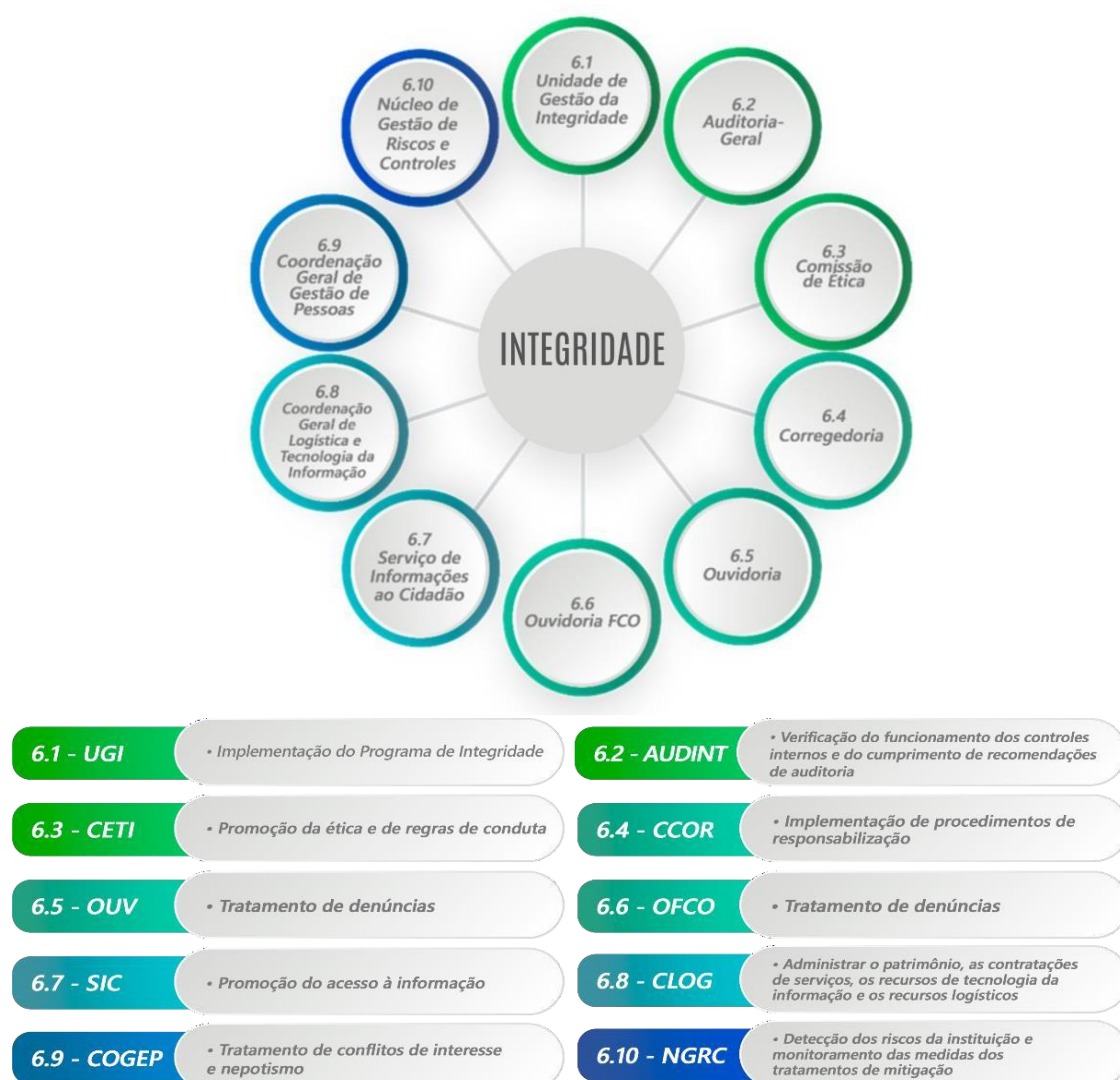 6.1
Unidade de
Gestão da
Integridade
6.2
Auditoria-
Geral
6.3
Comissão
de Ética
6.4
Corregedoria
6.5
Ouvidoria
6.6
Ouvidoria FCO
6.7
Serviço de
Informações
ao Cidadão
6.8
Coordenação
Geral de
Logística e
Tecnologia da
Informação
6.9
Coordenação
Geral de
Gestão de
Pessoas
6.10
Núcleo de
Gestão de
Riscos e
Controles
INTEGRIDADE
6.1 - UGI
• Implementação do Programa de Integridade
6.2 - AUDINT
• Verificação do funcionamento dos controles
internos e do cumprimento de recomendações
de auditoria
6.3 - CETI
• Promoção da ética e de regras de conduta
6.4 - CCOR
• Implementação de procedimentos de
responsabilização
6.5 - OUV
• Tratamento de denúncias
6.6 - OFCO
• Tratamento de denúncias
6.7 - SIC
• Promoção do acesso à informação
6.8 - CLOG
• Administrar o patrimônio, as contratações
de serviços, os recursos de tecnologia da
informação e os recursos logísticos
6.9 - COGEP
• Tratamento de conflitos de interesse
e nepotismo
6.10 - NGRC
• Detecção dos riscos da instituição e
monitoramento das medidas dos
tratamentos de mitigação